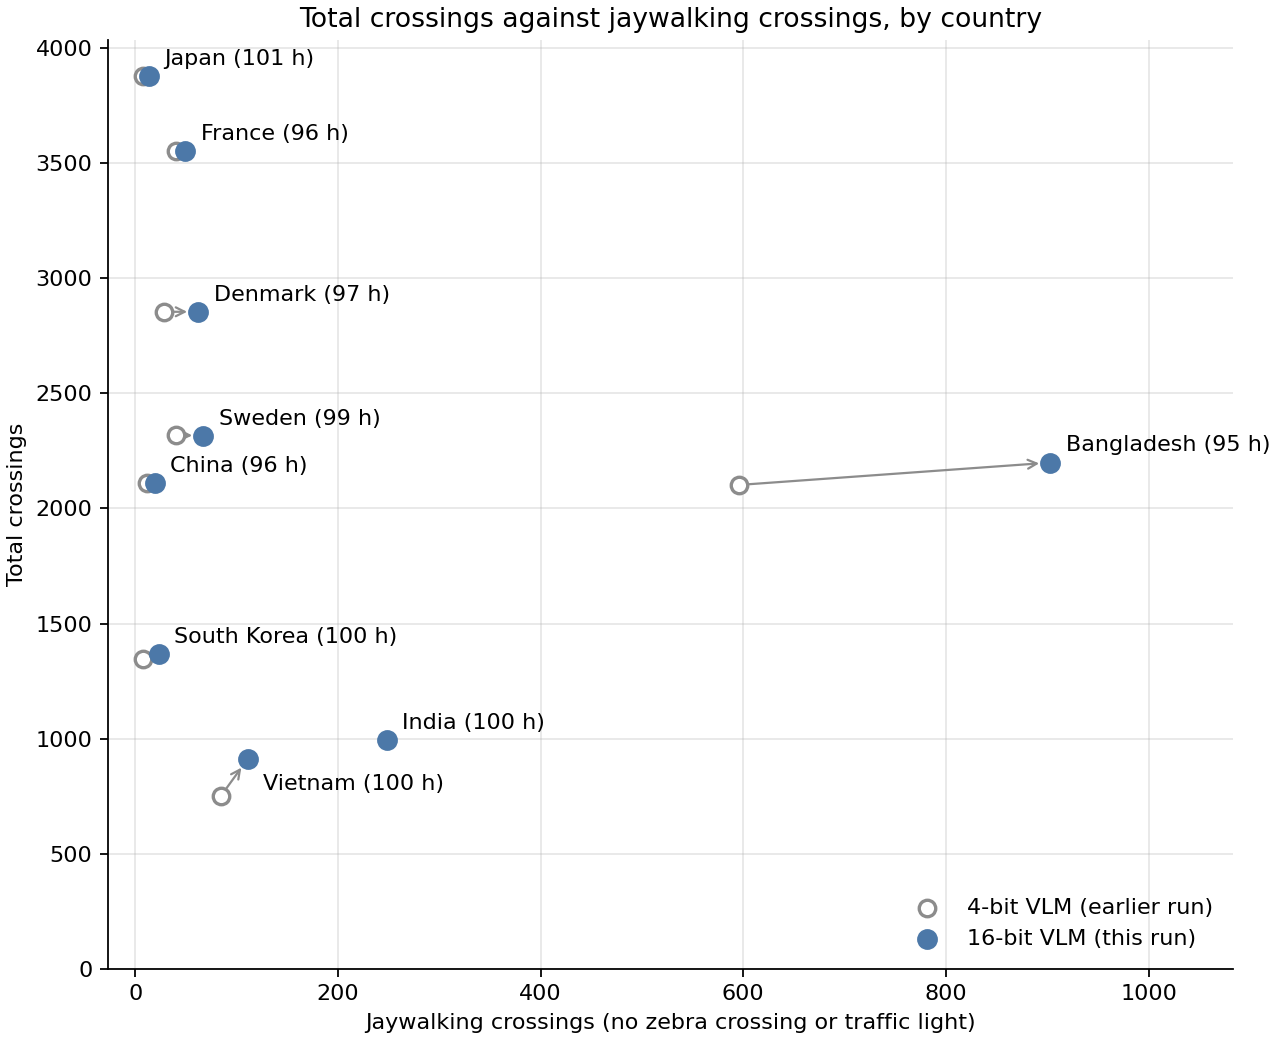 Total crossings against jaywalking crossings, by country
4000
Japan (101 h)
France (96 h)
3500
3000
Denmark (97 h)
2500
Sweden (99 h)
Bangladesh (95 h)
China (96 h)
Total crossings
2000
1500
South Korea (100 h)
1000
India (100 h)
Vietnam (100 h)
500
4-bit VLM (earlier run)
16-bit VLM (this run)
0
0 200 400 600 800 1000
Jaywalking crossings (no zebra crossing or traffic light)